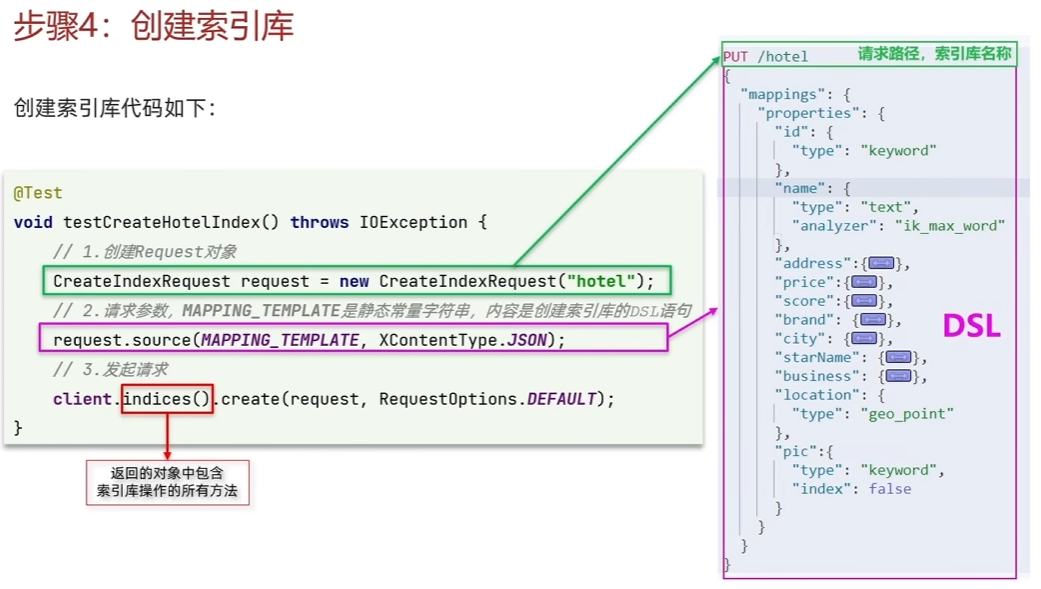 步骤4：创建索引库
创建索引库代码如下：
@Test
void testCreateHotelIndex() throws IOException {
// 1.创建Request对象
CreateIndexRequest request = new CreateIndexRequest("hotel");
// 2.请求参数，MAPPING_TEMPLATE是静态常量字符串，内容是创建索引库的DSL语句
request.source(MAPPING_TEMPLATE, XContentType.JSON);
// 3.发起请求
client.indices().create(request, RequestOptions.DEFAULT);
}
返回的对象中包含
索引库操作的所有方法
PUT /hotel 请求路径，索引库名称
{
"mappings": {
"properties": {
"id": {
"type": "keyword"
},
"name": {
"type": "text",
"analyzer": "ik_max_word"
},
"address":{},
"price":{},
"score":{},
"brand": {},
"city": {},
"starName": {},
"business": {},
"location": {
"type": "geo_point"
},
"pic":{
"type": "keyword",
"index": false
}
}
}
}
DSL